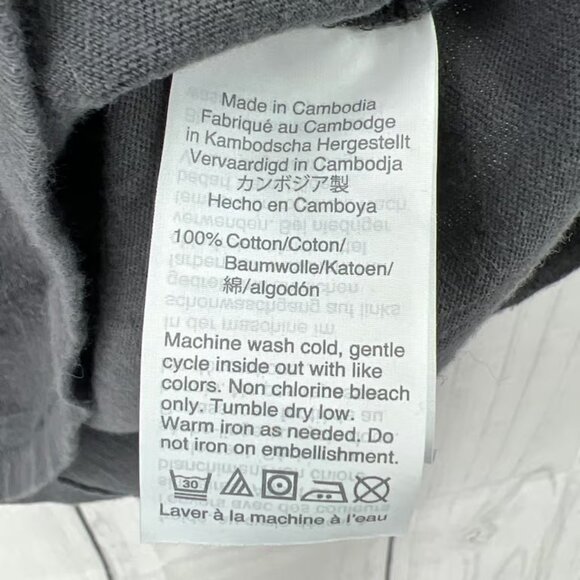 Made in Cambodia
Fabriqué au Cambodge
in Kambodscha Hergestellt
Vervaardigd in Cambodja
カンボジア製
Hecho en Camboya
100% Cotton/Coton/
Baumwolle/Katoen/
綿/algodón
Machine wash cold, gentle
cycle inside out with like
colors. Non chlorine bleach
only. Tumble dry low.
Warm iron as needed. Do
not iron on embellishment.
30
Laver à la machine à l'eau